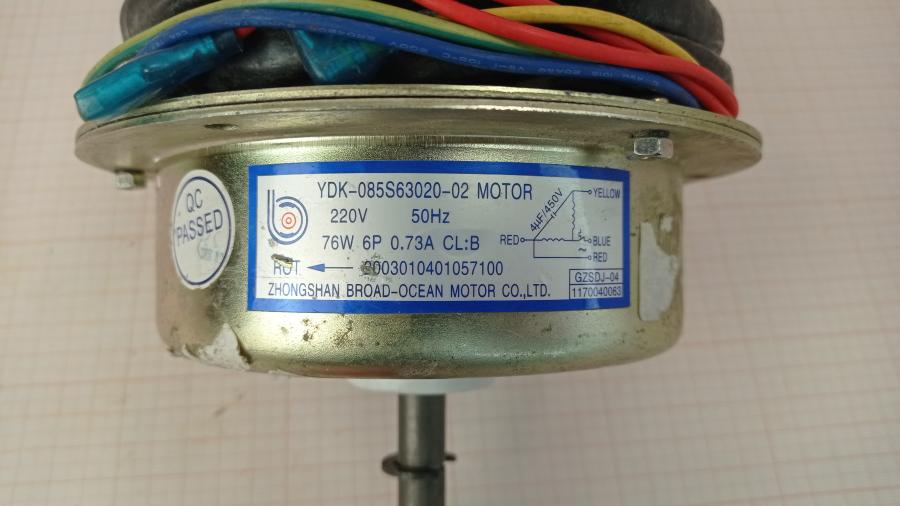 QC
PASSED
YDK-085S63020-02 MOTOR
220V 50Hz
76W 6P 0.73A CL:B
ROT
ZHONGSHAN BROAD-OCEAN MOTOR CO.,LTD.
4µF/450V
YELLOW
RED
BLUE
RED
GZSDJ-04
1170040063